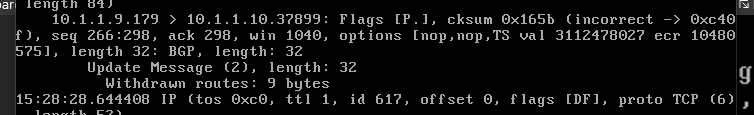 length 84)
10.1.1.9.179 > 10.1.1.10.37899: Flags [P.], cksum 0x165b (incorrect -> 0xc40
f), seq 266:298, ack 298, win 1040, options [nop,nop,TS val 3112478027 ecr 10480
575], length 32: BGP, length: 32
Update Message (2), length: 32
Withdrawn routes: 9 bytes
15:28:28.644408 IP (tos 0xc0, ttl 1, id 617, offset 0, flags [DF], proto TCP (6)
length 52)
g
,